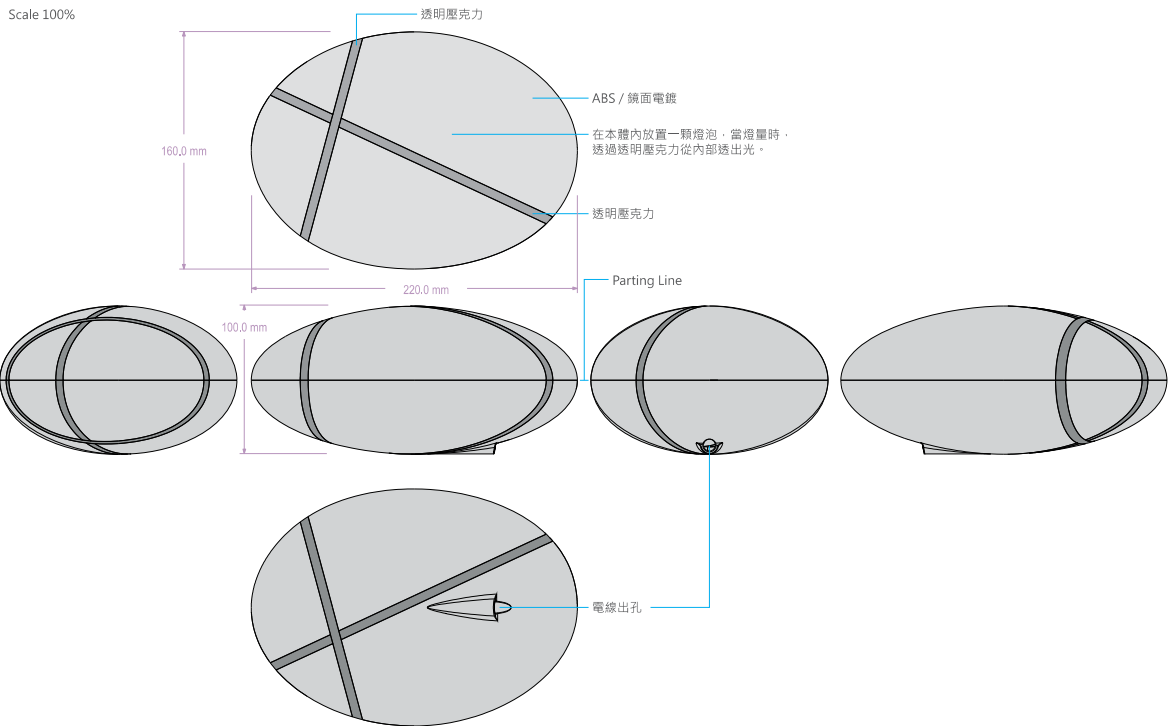 Scale 100%
透明壓克力
ABS / 鏡面電鍍
在本體內放置一顆燈泡，當燈量時，
透過透明壓克力從內部透出光。
160.0 mm
透明壓克力
Parting Line
220.0 mm
100.0 mm
電線出孔